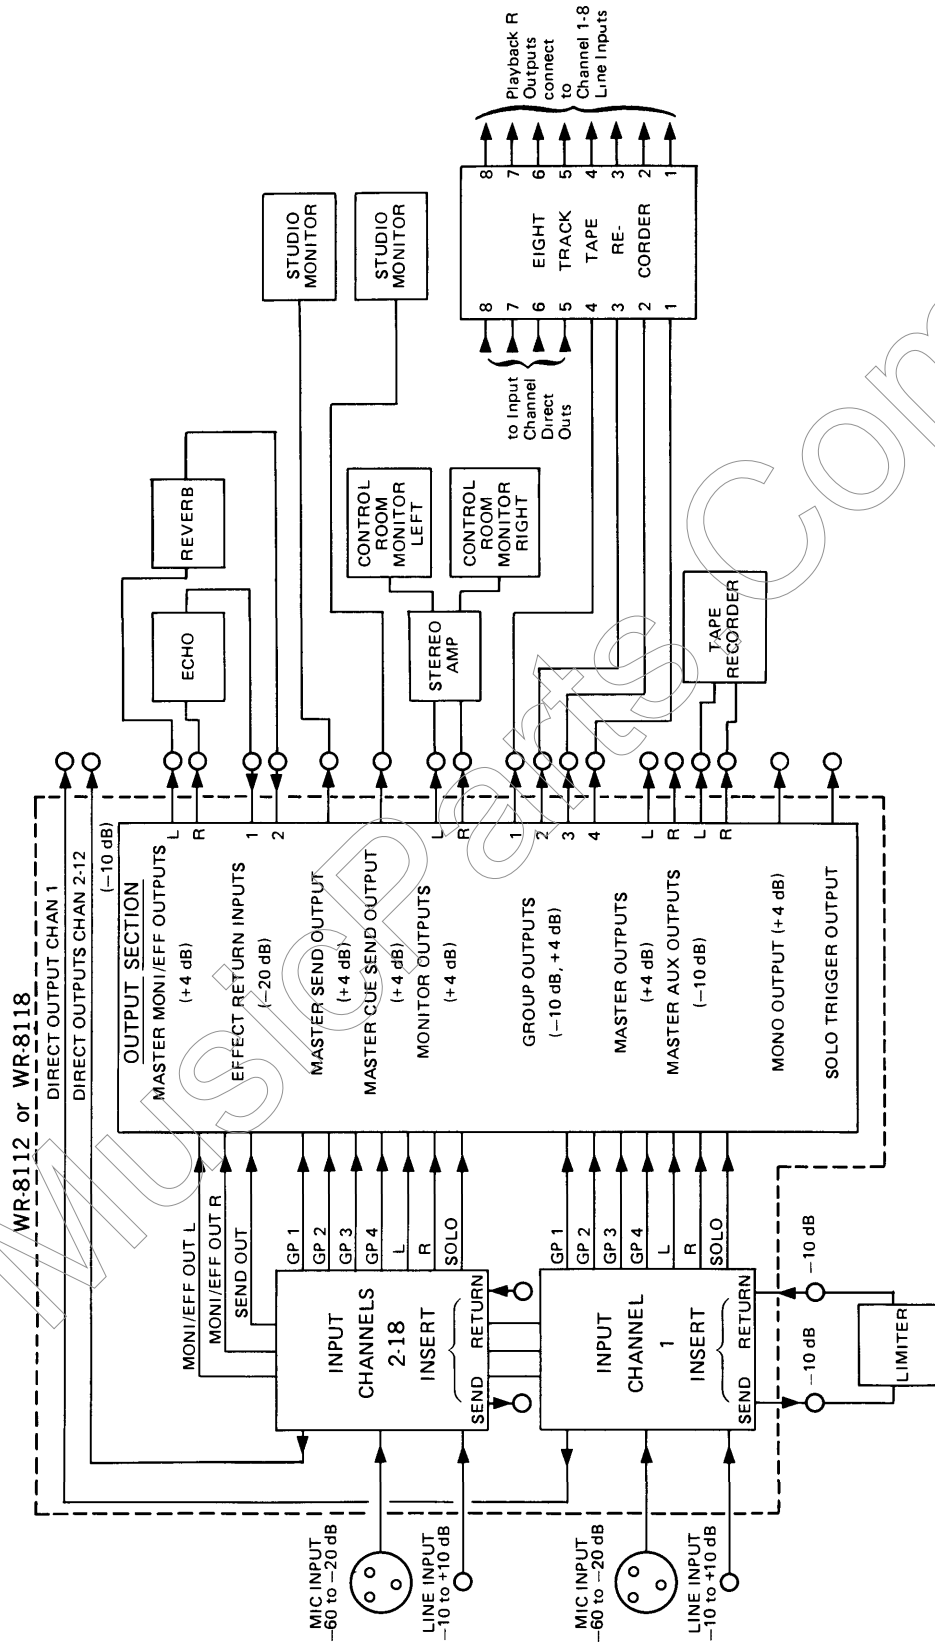 WR-8112 or WR-8118
DIRECT OUTPUT CHAN 1
DIRECT OUTPUTS CHAN 2-12
(−10 dB)
OUTPUT SECTION
MASTER MONI/EFF OUTPUTS
(+4 dB)
L
R
EFFECT RETURN INPUTS
(−20 dB)
1
2
MASTER SEND OUTPUT
(+4 dB)
MASTER CUE SEND OUTPUT
(+4 dB)
MONITOR OUTPUTS
(+4 dB)
L
R
GROUP OUTPUTS
(−10 dB, +4 dB)
1
2
3
4
MASTER OUTPUTS
(+4 dB)
L
R
MASTER AUX OUTPUTS
(−10 dB)
L
R
MONO OUTPUT (+4 dB)
SOLO TRIGGER OUTPUT
MONI/EFF OUT L
MONI/EFF OUT R
SEND OUT
GP 1
GP 2
GP 3
GP 4
L
R
SOLO
INPUT
CHANNELS
2-18
INSERT
SEND RETURN
GP 1
GP 2
GP 3
GP 4
L
R
SOLO
INPUT
CHANNEL
1
INSERT
SEND RETURN
MIC INPUT
−60 to −20 dB
LINE INPUT
−10 to +10 dB
MIC INPUT
−60 to −20 dB
LINE INPUT
−10 to +10 dB
−10 dB
−10 dB
LIMITER
ECHO
REVERB
STUDIO
MONITOR
STUDIO
MONITOR
CONTROL
ROOM
MONITOR
LEFT
CONTROL
ROOM
MONITOR
RIGHT
STEREO
AMP
TAPE
RECORDER
to Input
Channel
Direct
Outs
8
7
6
5
4
3
2
1
EIGHT
TRACK
TAPE
RE-
CORDER
8
7
6
5
4
3
2
1
Playback R
Outputs
connect
to
Channel 1-8
Line Inputs
MusicParts.Com